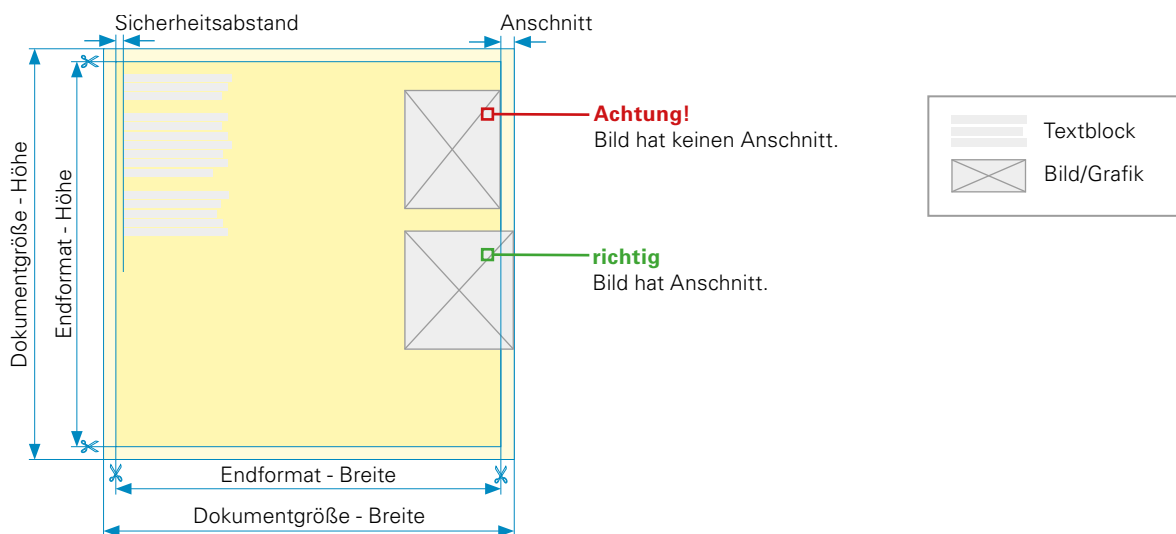 Sicherheitsabstand
Anschnitt
Dokumentgröße - Höhe
Endformat - Höhe
Achtung!
Bild hat keinen Anschnitt.
richtig
Bild hat Anschnitt.
Textblock
Bild/Grafik
Endformat - Breite
Dokumentgröße - Breite